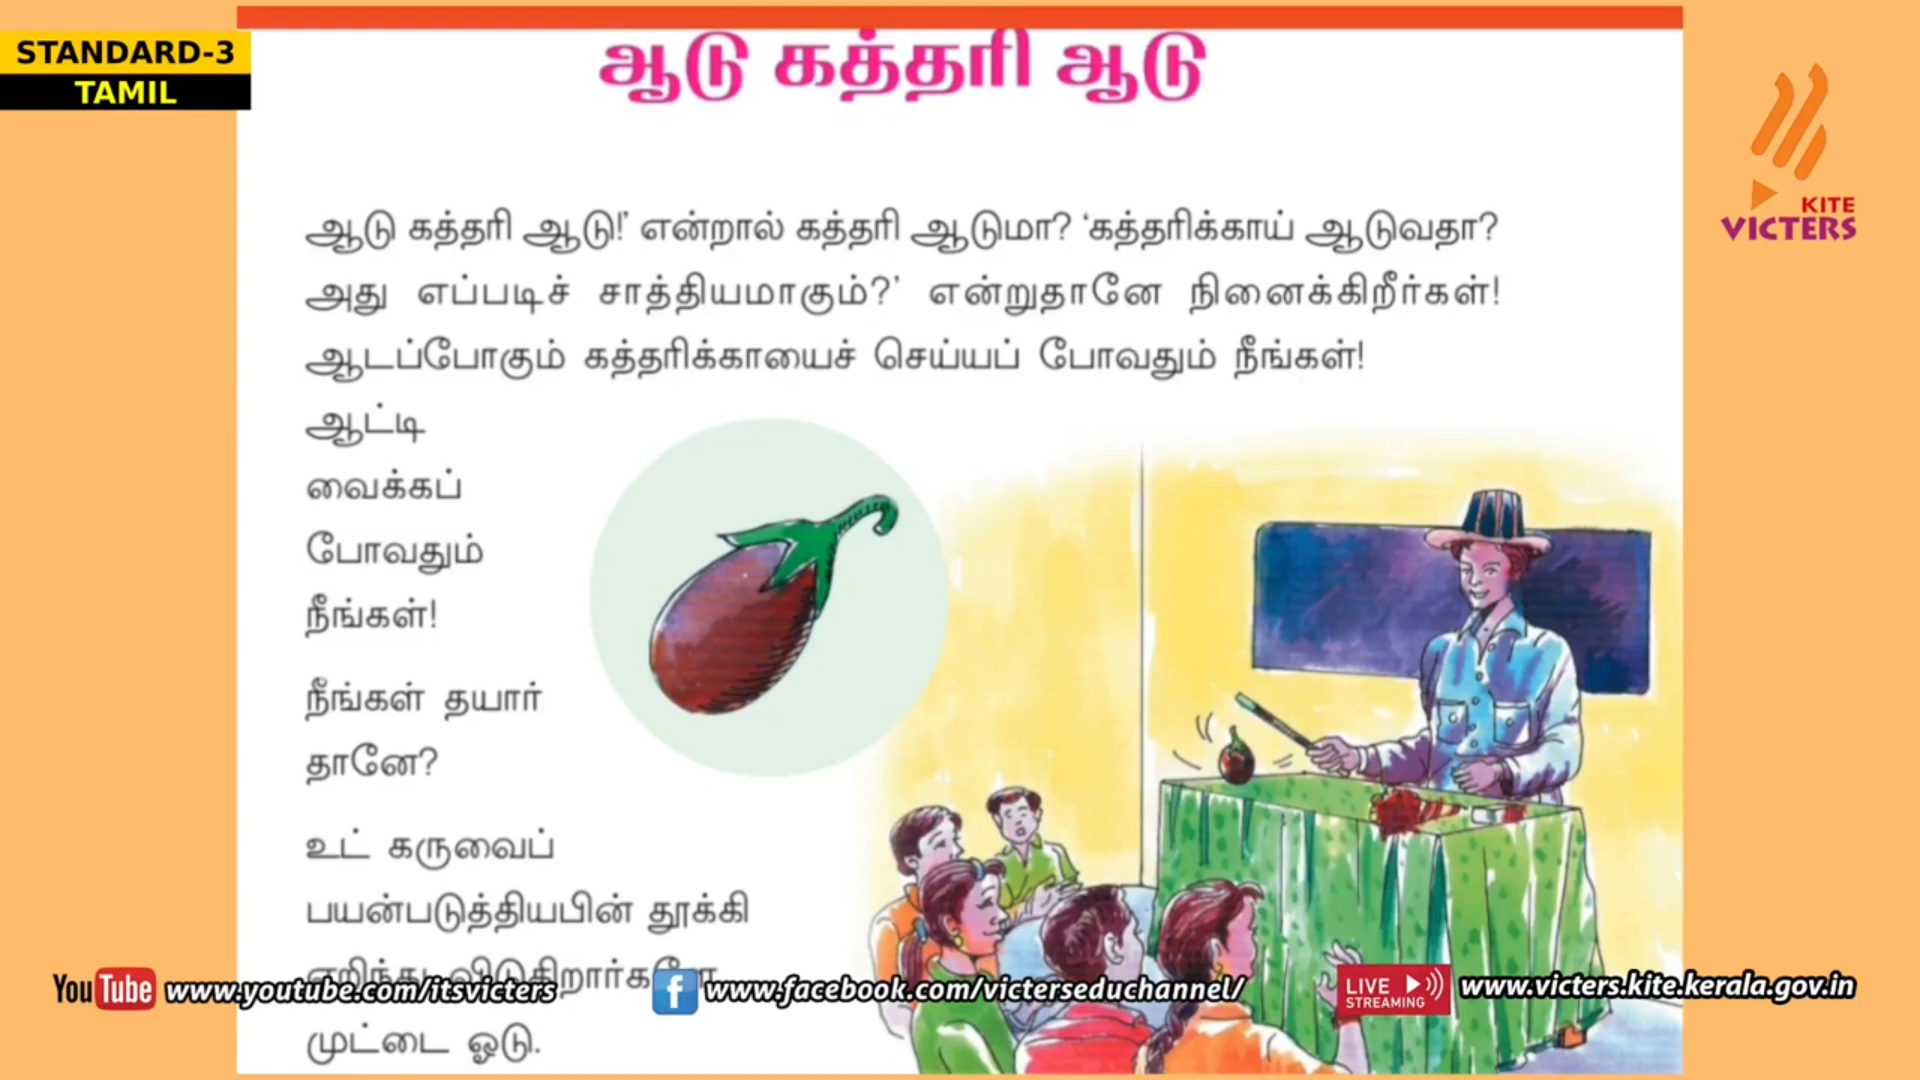 STANDARD-3
TAMIL
ஆடு கத்தரி ஆடு
KITE
VICTERS
ஆடு கத்தரி ஆடு!’ என்றால் கத்தரி ஆடுமா? ‘கத்தரிக்காய் ஆடுவதா?
அது எப்படிச் சாத்தியமாகும்?’ என்றுதானே நினைக்கிறீர்கள்!
ஆடப்போகும் கத்தரிக்காயைச் செய்யப் போவதும் நீங்கள்!
ஆட்டி
வைக்கப்
போவதும்
நீங்கள்!
நீங்கள் தயார்
தானே?
உட் கருவைப்
பயன்படுத்தியபின் தூக்கி
முட்டை ஓடு.
YouTube www.youtube.com/itsvicters
f www.facebook.com/victerseduchannel/
LIVE STREAMING www.victers.kite.kerala.gov.in